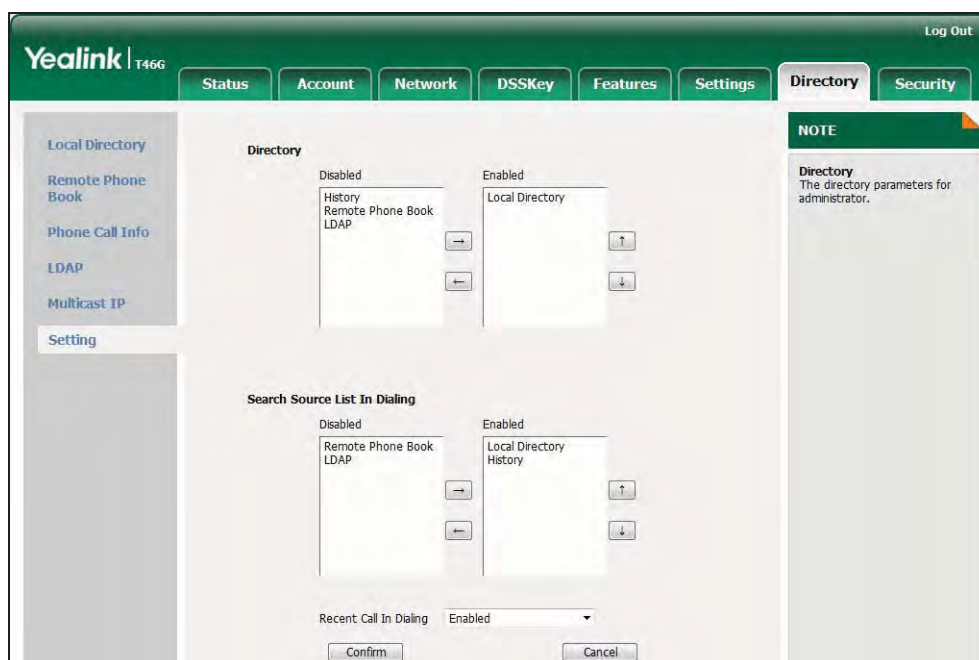 Log Out
Yealink | T46G
Status
Account
Network
DSSKey
Features
Settings
Directory
Security
Local Directory
Remote Phone
Book
Phone Call Info
LDAP
Multicast IP
Setting
Directory
Disabled
Enabled
History
Remote Phone Book
LDAP
Local Directory
→
←
↑
↓
Search Source List In Dialing
Disabled
Enabled
Remote Phone Book
LDAP
Local Directory
History
→
←
↑
↓
Recent Call In Dialing
Enabled
Confirm
Cancel
NOTE
Directory
The directory parameters for
administrator.